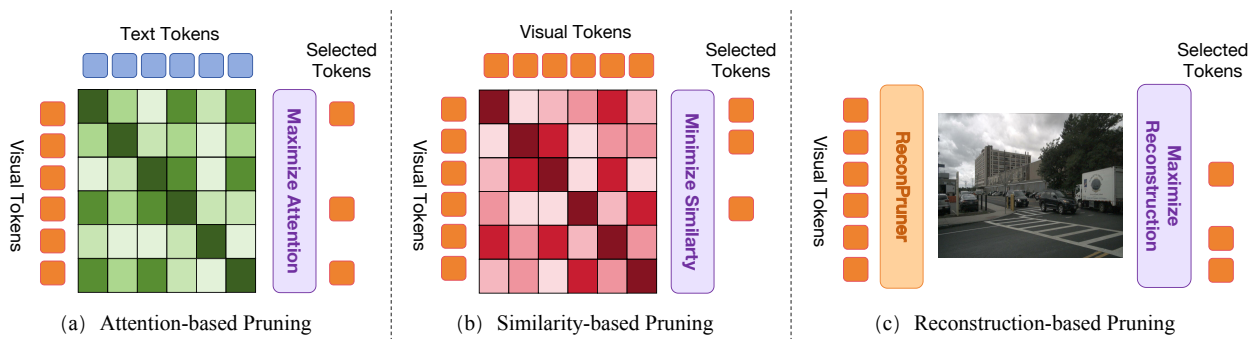 Text Tokens
Selected
Tokens
Visual Tokens
Maximize Attention
(a) Attention-based Pruning
Visual Tokens
Selected
Tokens
Visual Tokens
Minimize Similarty
(b) Similarity-based Pruning
Selected
Tokens
Visual Tokens
ReconPruner
Maximize
Reconstruction
(c) Reconstruction-based Pruning